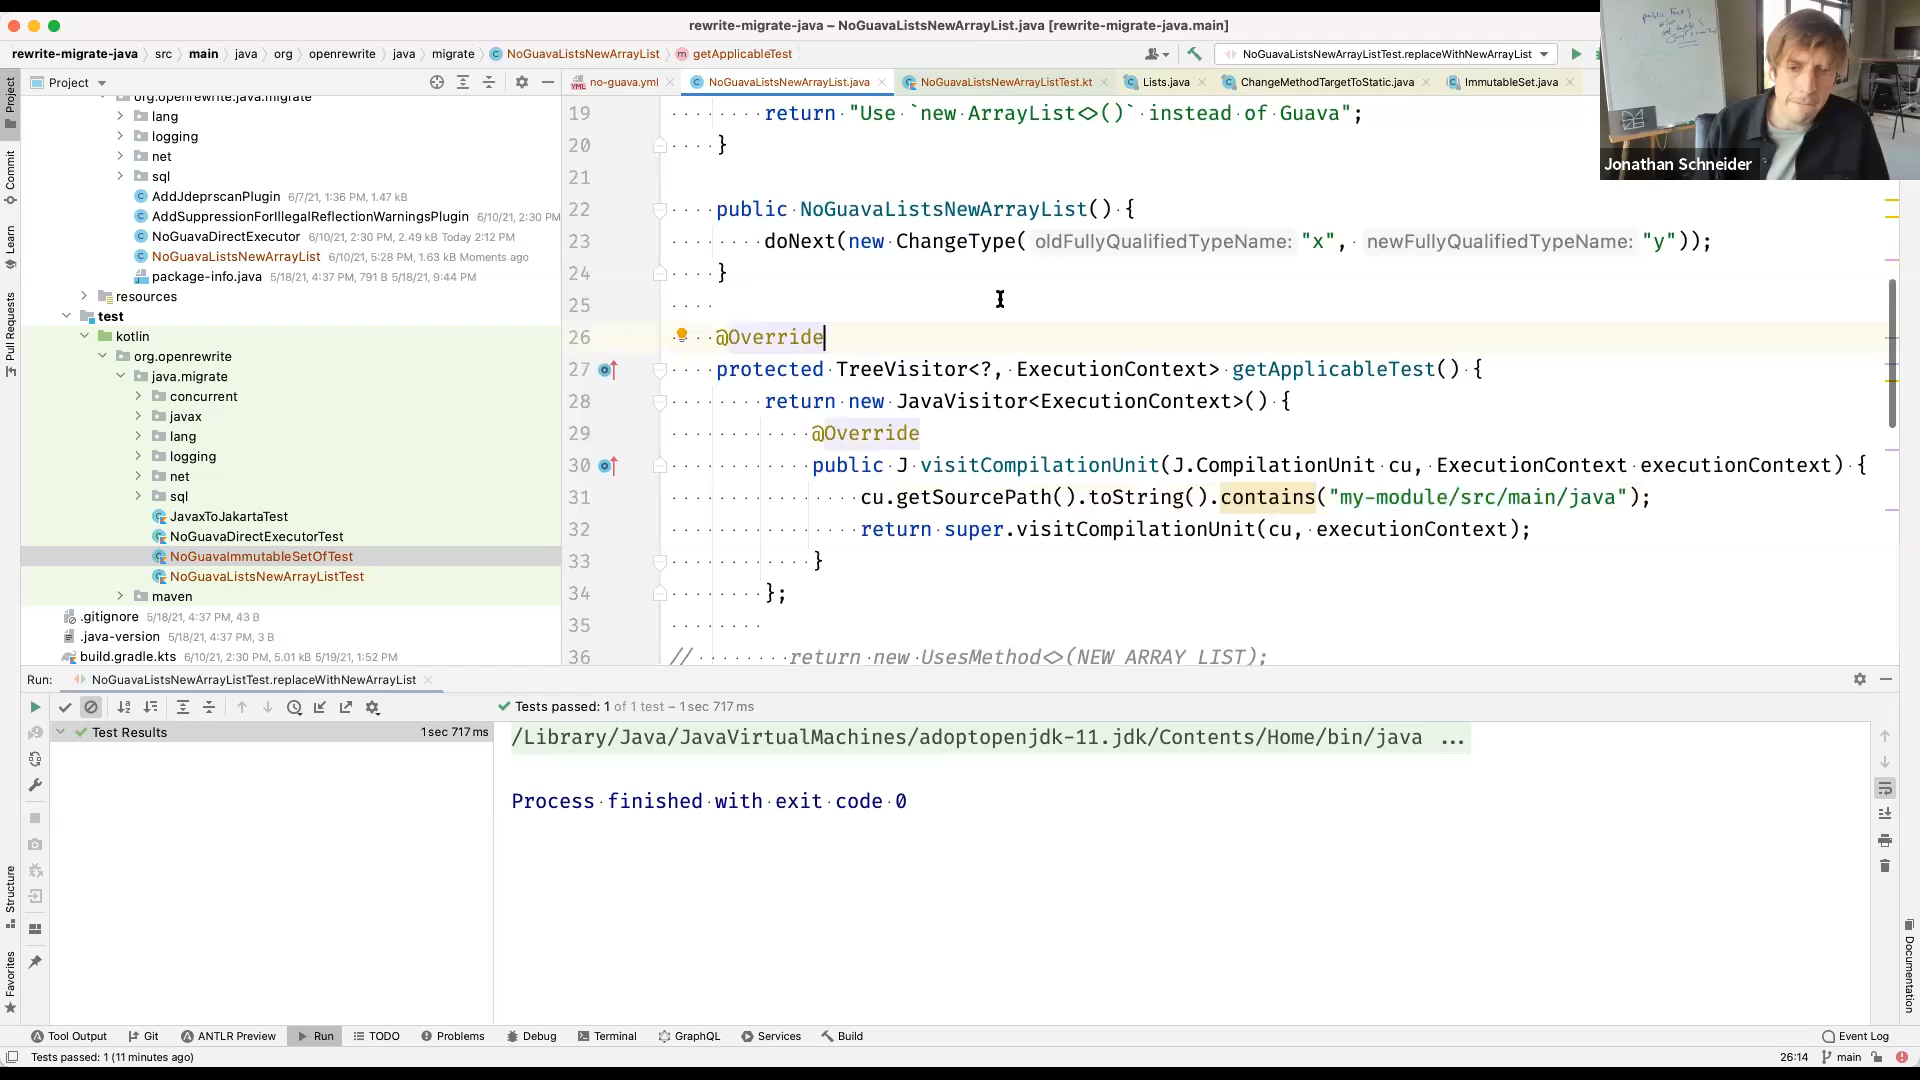 rewrite-migrate-java – NoGuavaListsNewArrayList.java [rewrite-migrate-java.main]
rewrite-migrate-java
src
main
java
org
openrewrite
java
migrate
NoGuavaListsNewArrayList
getApplicableTest
NoGuavaListsNewArrayListTest.replaceWithNewArrayList
Project
no-guava.yml
NoGuavaListsNewArrayList.java
NoGuavaListsNewArrayListTest.kt
Lists.java
ChangeMethodTargetToStatic.java
ImmutableSet.java
Jonathan Schneider
Project
Commit
Learn
Pull Requests
Structure
Favorites
Documentation
org.openrewrite.java.migrate
lang
logging
net
sql
AddJdeprscanPlugin 6/7/21, 1:36 PM, 1.47 kB
AddSuppressionForIllegalReflectionWarningsPlugin 6/10/21, 2:30 PM
NoGuavaDirectExecutor 6/10/21, 2:30 PM, 2.49 kB Today 2:12 PM
NoGuavaListsNewArrayList 6/10/21, 5:28 PM, 1.63 kB Moments ago
package-info.java 5/18/21, 4:37 PM, 791 B 5/18/21, 9:44 PM
resources
test
kotlin
org.openrewrite
java.migrate
concurrent
javax
lang
logging
net
sql
JavaxToJakartaTest
NoGuavaDirectExecutorTest
NoGuavaImmutableSetOfTest
NoGuavaListsNewArrayListTest
maven
.gitignore 5/18/21, 4:37 PM, 43 B
.java-version 5/18/21, 4:37 PM, 3 B
build.gradle.kts 6/10/21, 2:30 PM, 5.01 kB 5/19/21, 1:52 PM
19 return "Use `new ArrayList<>()` instead of Guava";
20 }
21
22 public NoGuavaListsNewArrayList() {
23 doNext(new ChangeType( oldFullyQualifiedTypeName: "x", newFullyQualifiedTypeName: "y"));
24 }
25
26 @Override
27 protected TreeVisitor<?, ExecutionContext> getApplicableTest() {
28 return new JavaVisitor<ExecutionContext>() {
29 @Override
30 public J visitCompilationUnit(J.CompilationUnit cu, ExecutionContext executionContext) {
31 cu.getSourcePath().toString().contains("my-module/src/main/java");
32 return super.visitCompilationUnit(cu, executionContext);
33 }
34 };
35
36 // return new UsesMethod<>(NEW_ARRAY_LIST);
Run: NoGuavaListsNewArrayListTest.replaceWithNewArrayList
Tests passed: 1 of 1 test – 1 sec 717 ms
Test Results 1 sec 717 ms
/Library/Java/JavaVirtualMachines/adoptopenjdk-11.jdk/Contents/Home/bin/java ...
Process finished with exit code 0
Tool Output
Git
ANTLR Preview
Run
TODO
Problems
Debug
Terminal
GraphQL
Services
Build
Event Log
Tests passed: 1 (11 minutes ago)
26:14
main